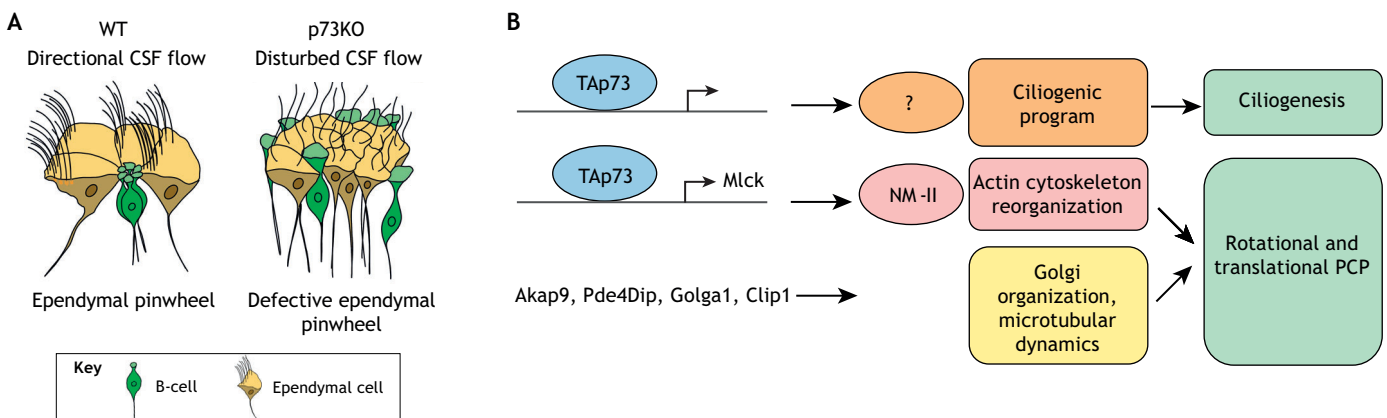 A
WT
Directional CSF flow
p73KO
Disturbed CSF flow
Ependymal pinwheel
Defective ependymal
pinwheel
Key
B-cell
Ependymal cell
B
TAp73
?
Ciliogenic
program
Ciliogenesis
TAp73
Mlck
NM-II
Actin cytoskeleton
reorganization
Rotational and
translational PCP
Akap9, Pde4Dip, Golga1, Clip1
Golgi
organization,
microtubular
dynamics